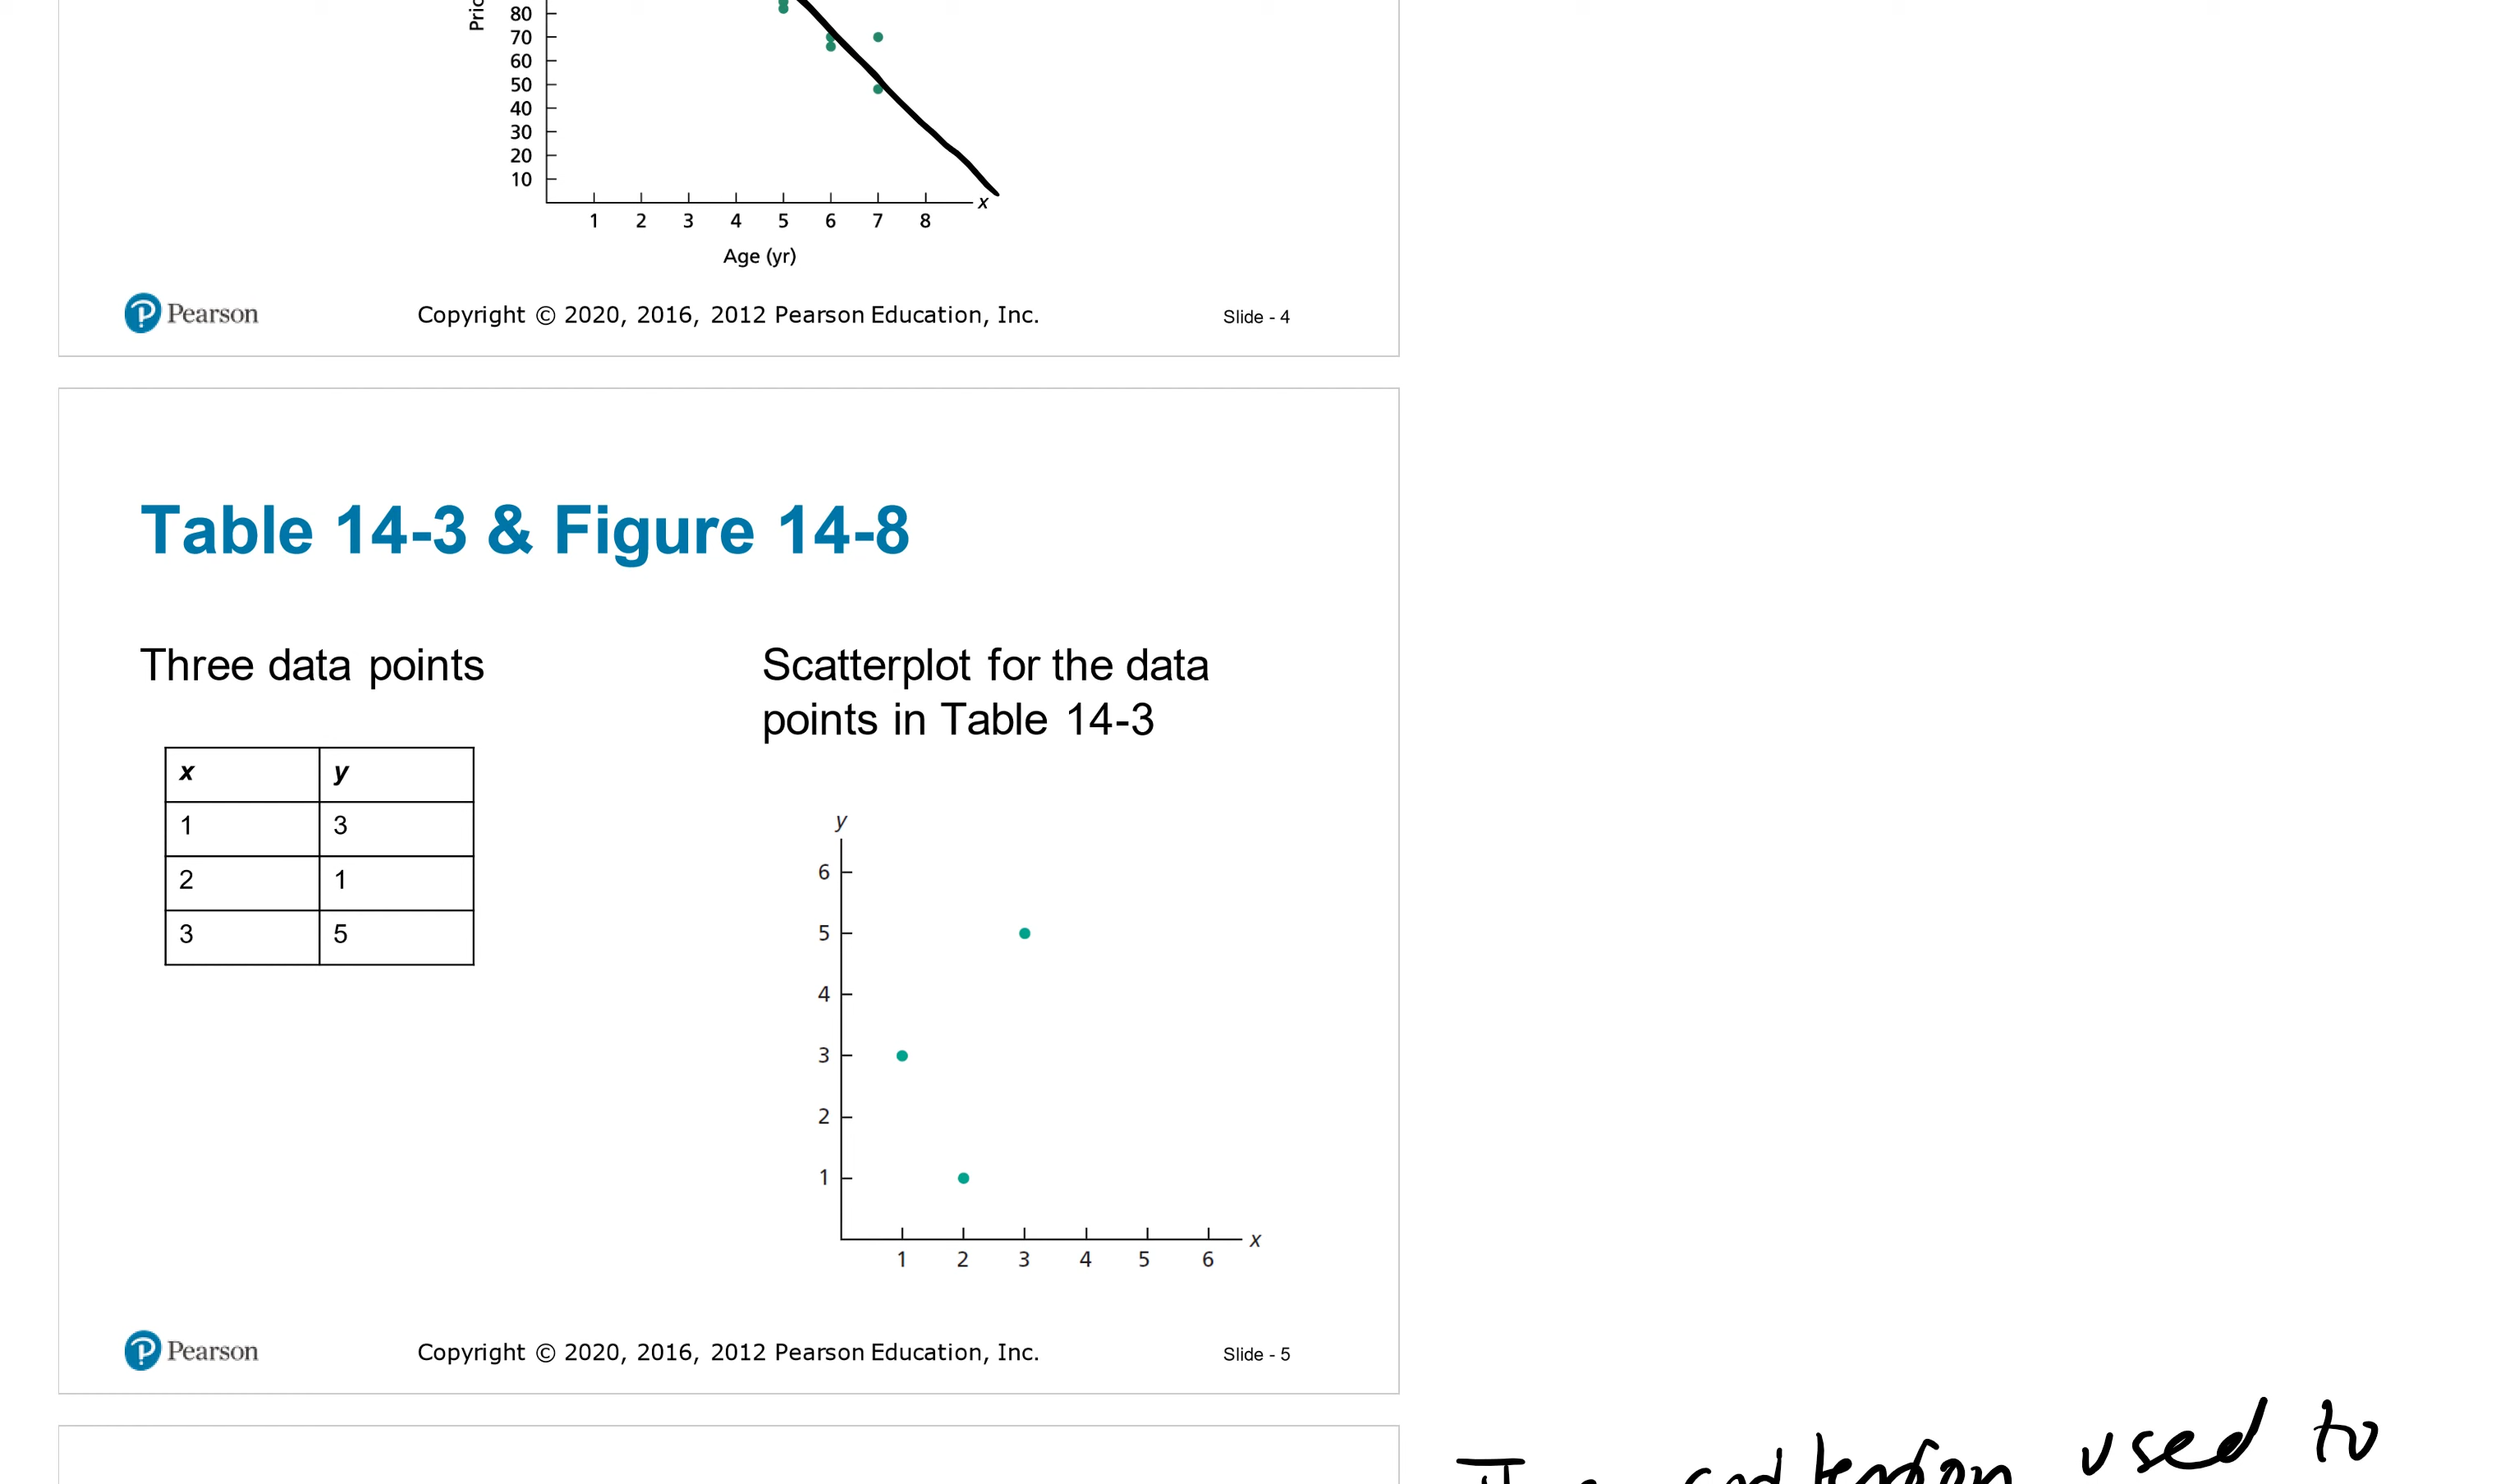 Pric
80
70
60
50
40
30
20
10
x
1 2 3 4 5 6 7 8
Age (yr)
Pearson
Copyright © 2020, 2016, 2012 Pearson Education, Inc.
Slide - 4
Table 14-3 & Figure 14-8
Three data points
x y
1 3
2 1
3 5
Scatterplot for the data
points in Table 14-3
y
6
5
4
3
2
1
x
1 2 3 4 5 6
Pearson
Copyright © 2020, 2016, 2012 Pearson Education, Inc.
Slide - 5
used to